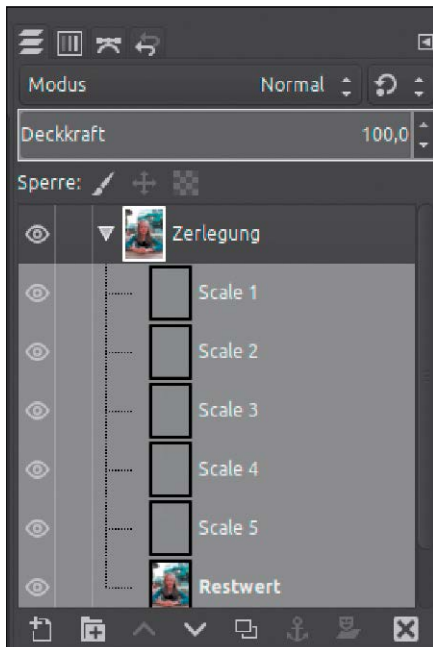 Modus Normal
Deckkraft 100,0
Sperre:
Zerlegung
Scale 1
Scale 2
Scale 3
Scale 4
Scale 5
Restwert